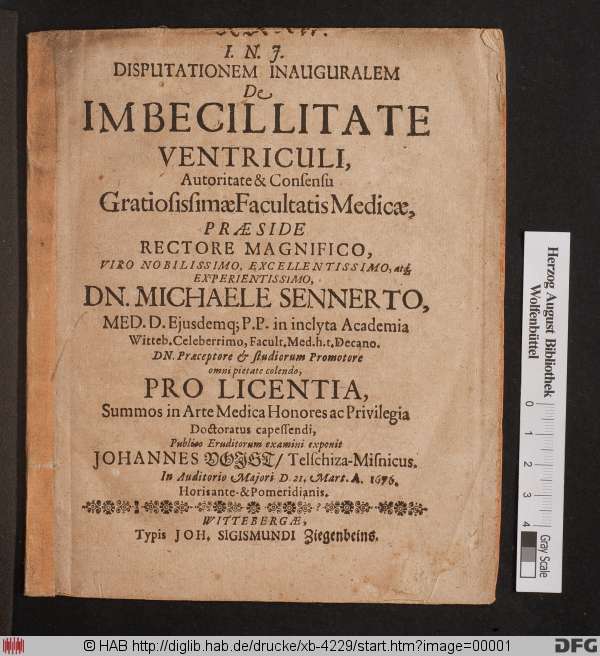 I. N. J.
DISPUTATIONEM INAUGURALEM
De
IMBECILLITATE
VENTRICULI,
Autoritate & Consensu
Gratiosissimæ Facultatis Medicæ,
PRÆSIDE
RECTORE MAGNIFICO,
VIRO NOBILISSIMO, EXCELLENTISSIMO, atq;
EXPERIENTISSIMO,
DN. MICHAELE SENNERTO,
MED. D. Ejusdemq; P.P. in inclyta Academia
Witteb. Celeberrimo, Facult. Med. h.t. Decano.
DN. Præceptore & studiorum Promotore
omni pietate colendo,
PRO LICENTIA,
Summos in Arte Medica Honores ac Privilegia
Doctoratus capessendi,
Publico Eruditorum examini exponit
JOHANNES Vojgt/ Telschiza-Misnicus.
In Auditorio Majori D. 21. Mart. A. 1676.
Horis ante- & Pomeridianis.
WITTEBERGÆ,
Typis JOH. SIGISMUNDI Ziegenbeins.
Herzog August Bibliothek
Wolfenbüttel
0 1 2 3 4
Gray Scale
© HAB http://diglib.hab.de/drucke/xb-4229/start.htm?image=00001
DFG